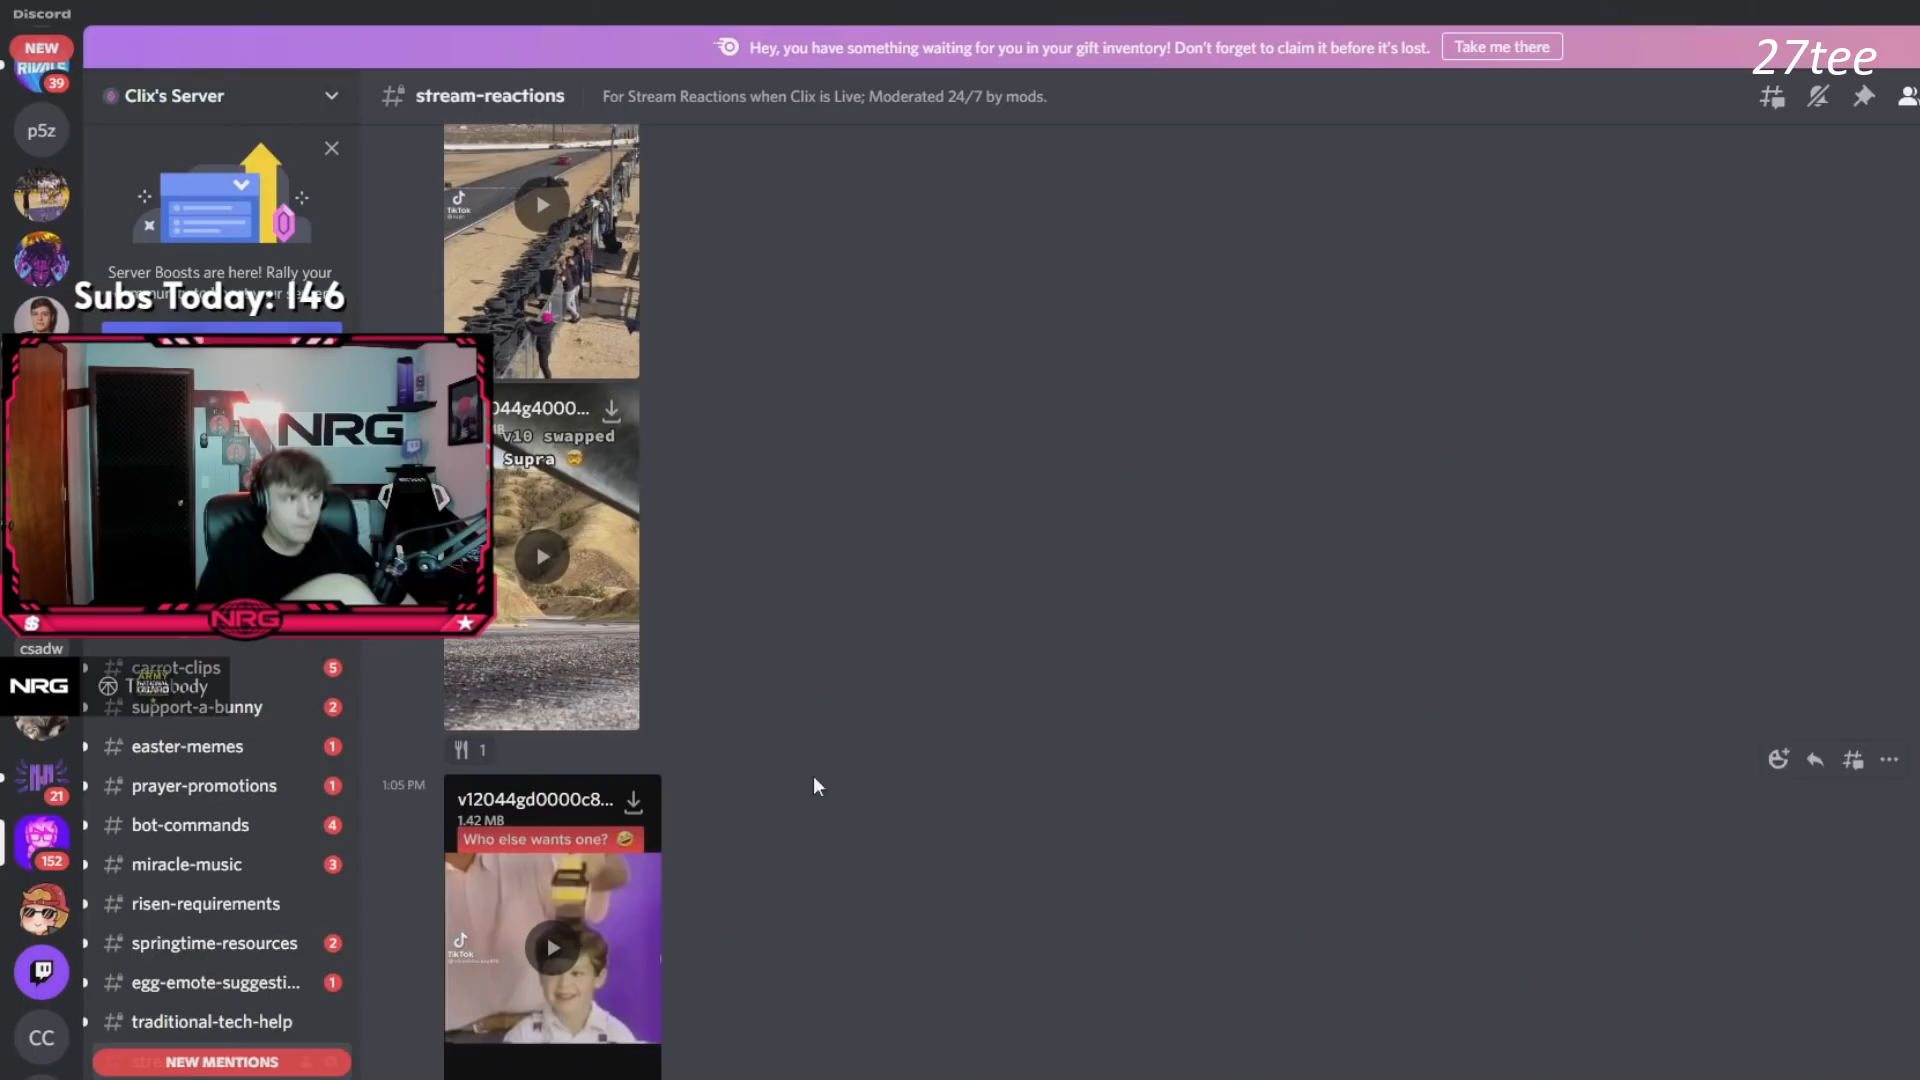 Discord
NEW
RIVALS
39
Hey, you have something waiting for you in your gift inventory! Don't forget to claim it before it's lost.
Take me there
27tee
Clix's Server
stream-reactions
For Stream Reactions when Clix is Live; Moderated 24/7 by mods.
p5z
TikTok
Server Boosts are here! Rally your
Subs Today: 146
044g4000...
v10 swapped
Supra
NRG
NRG
csadw
carrot-clips
5
NRG
ARMY
support-a-bunny
2
1
easter-memes
1
1:05 PM
prayer-promotions
1
21
v12044gd0000c8...
1.42 MB
bot-commands
4
Who else wants one?
152
miracle-music
3
risen-requirements
springtime-resources
2
TikTok
egg-emote-suggesti...
1
traditional-tech-help
CC
NEW MENTIONS